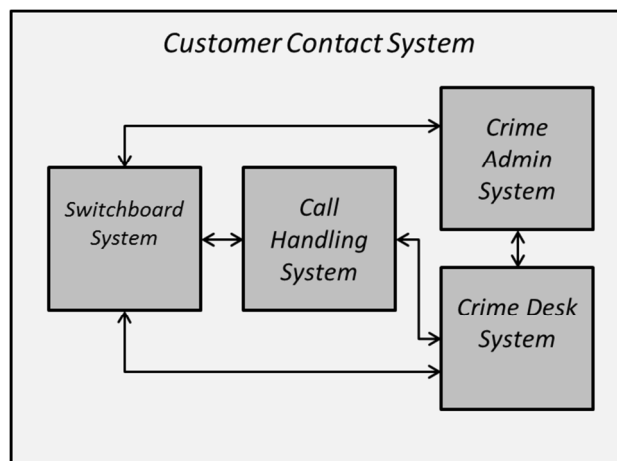 Customer Contact System
Crime
Admin
System
Switchboard
System
Call
Handling
System
Crime Desk
System